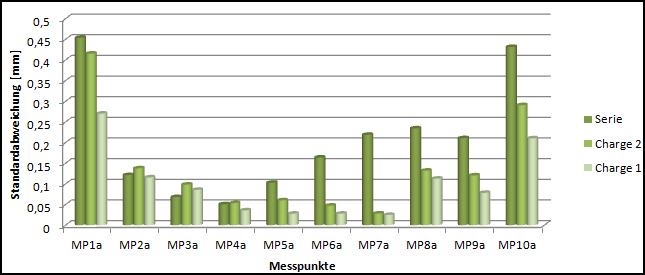 0,5
0,45
0,4
0,35
0,3
0,25
0,2
0,15
0,1
0,05
0
Standardabweichung [mm]
MP1a MP2a MP3a MP4a MP5a MP6a MP7a MP8a MP9a MP10a
Messpunkte
Serie
Charge 2
Charge 1